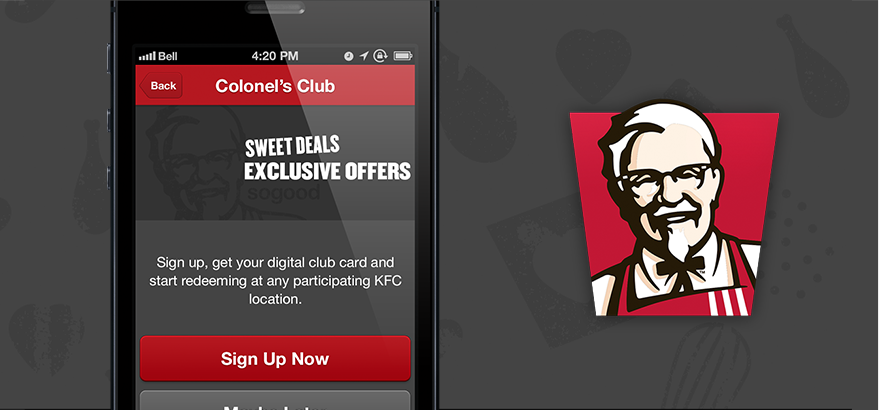 Bell
4:20 PM
Back
Colonel's Club
SWEET DEALS
EXCLUSIVE OFFERS
sogood
Sign up, get your digital club card and
start redeeming at any participating KFC
location.
Sign Up Now
TM